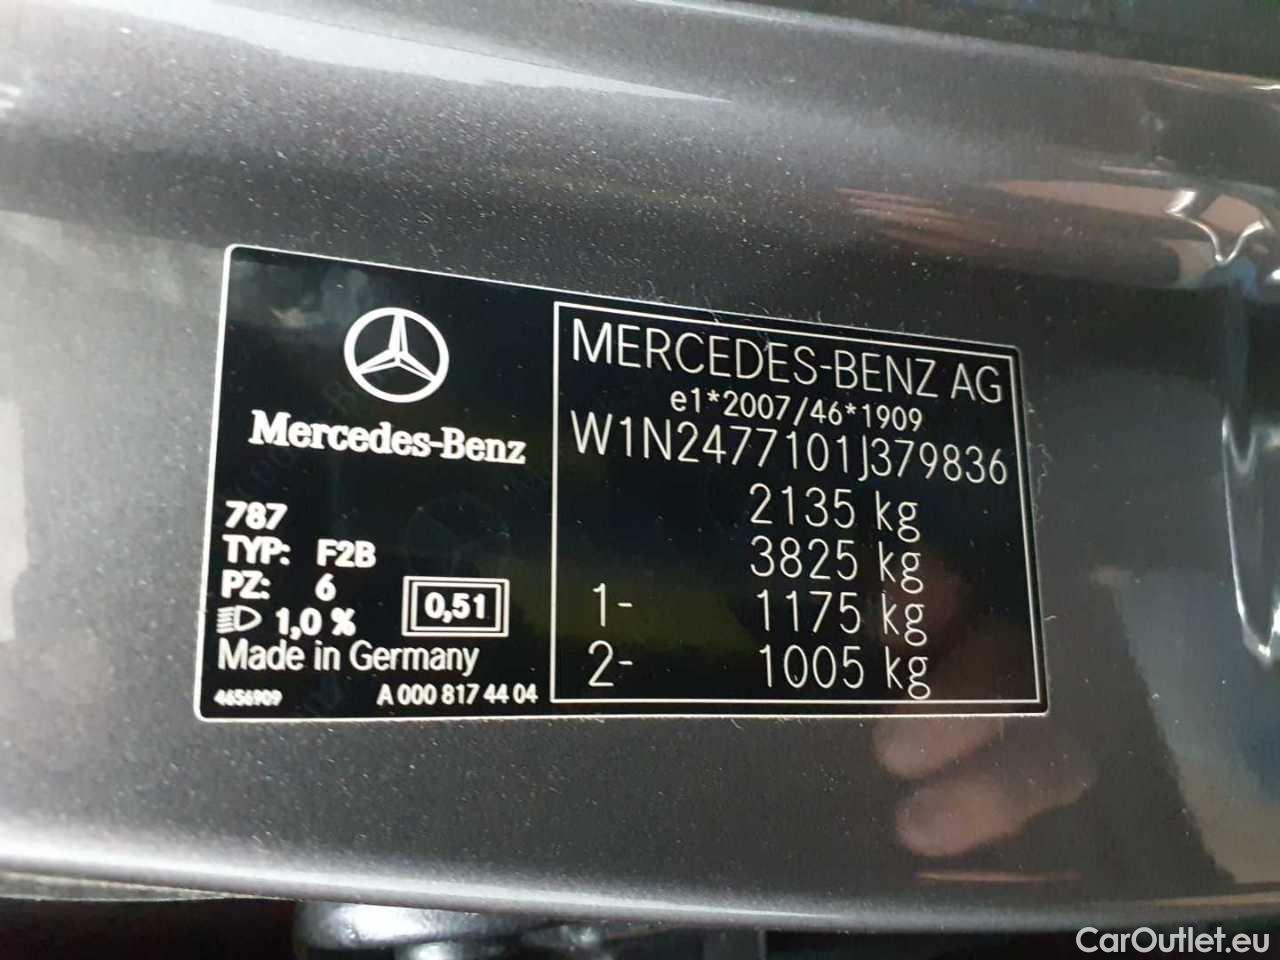 Mercedes-Benz
787
TYP: F2B
PZ: 6
1,0 %
0,51
Made in Germany
4656909
A 000 817 44 04
MERCEDES-BENZ AG
e1*2007/46*1909
W1N2477101J379836
2135 kg
3825 kg
1- 1175 kg
2- 1005 kg
CarOutlet.eu